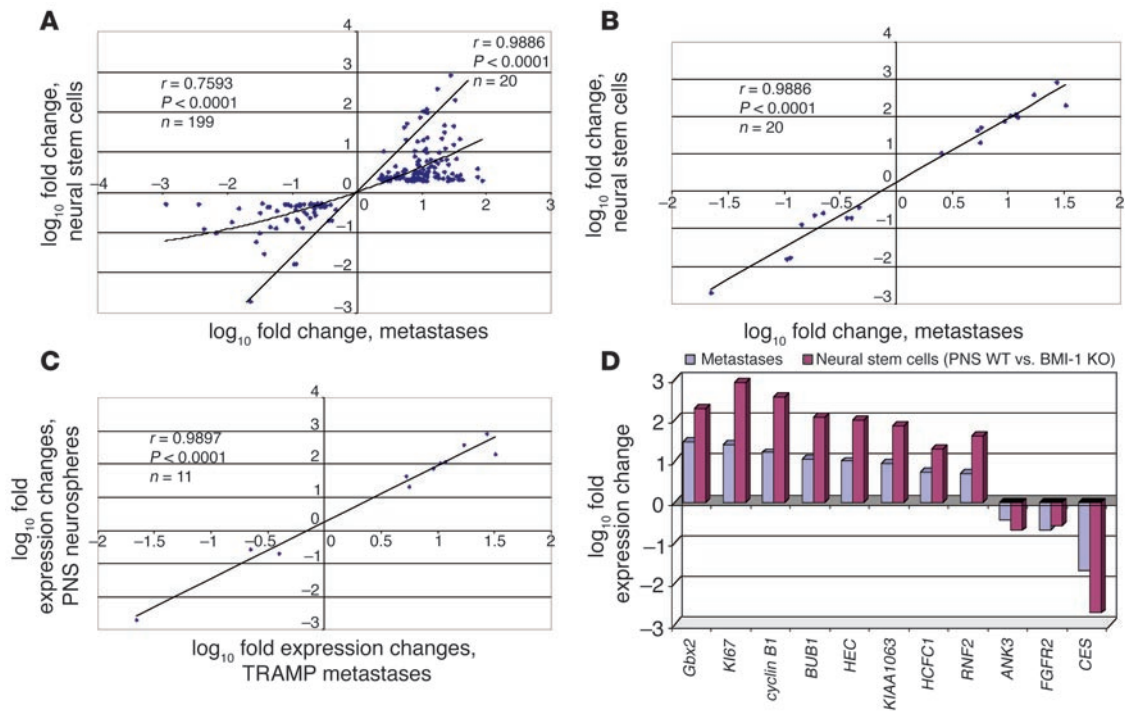 A
log10 fold change,
neural stem cells
4
3
2
1
0
−1
−2
−3
−4
−3
−2
−1
0
1
2
3
r = 0.7593
P < 0.0001
n = 199
r = 0.9886
P < 0.0001
n = 20
log10 fold change, metastases
B
log10 fold change,
neural stem cells
4
3
2
1
0
−1
−2
−3
−2
−1.5
−1
−0.5
0
0.5
1
1.5
2
r = 0.9886
P < 0.0001
n = 20
log10 fold change, metastases
C
log10 fold
expression changes,
PNS neurospheres
4
3
2
1
0
−1
−2
−3
−2
−1.5
−1
−0.5
0
0.5
1
1.5
2
r = 0.9897
P < 0.0001
n = 11
log10 fold expression changes,
TRAMP metastases
D
Metastases
Neural stem cells (PNS WT vs. BMI-1 KO)
log10 fold
expression change
3
2
1
0
−1
−2
−3
Gbx2
KI67
cyclin B1
BUB1
HEC
KIAA1063
HCFC1
RNF2
ANK3
FGFR2
CES